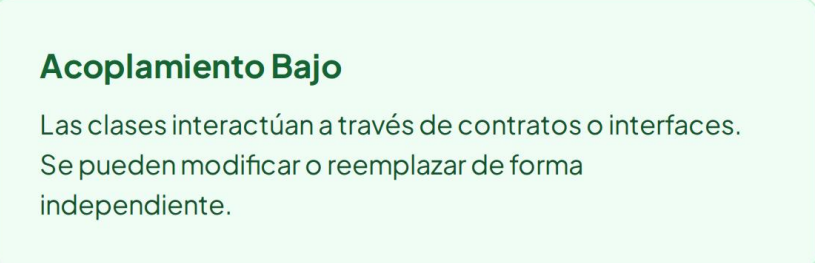 Acoplamiento Bajo
Las clases interactúan a través de contratos o interfaces.
Se pueden modificar o reemplazar de forma
independiente.